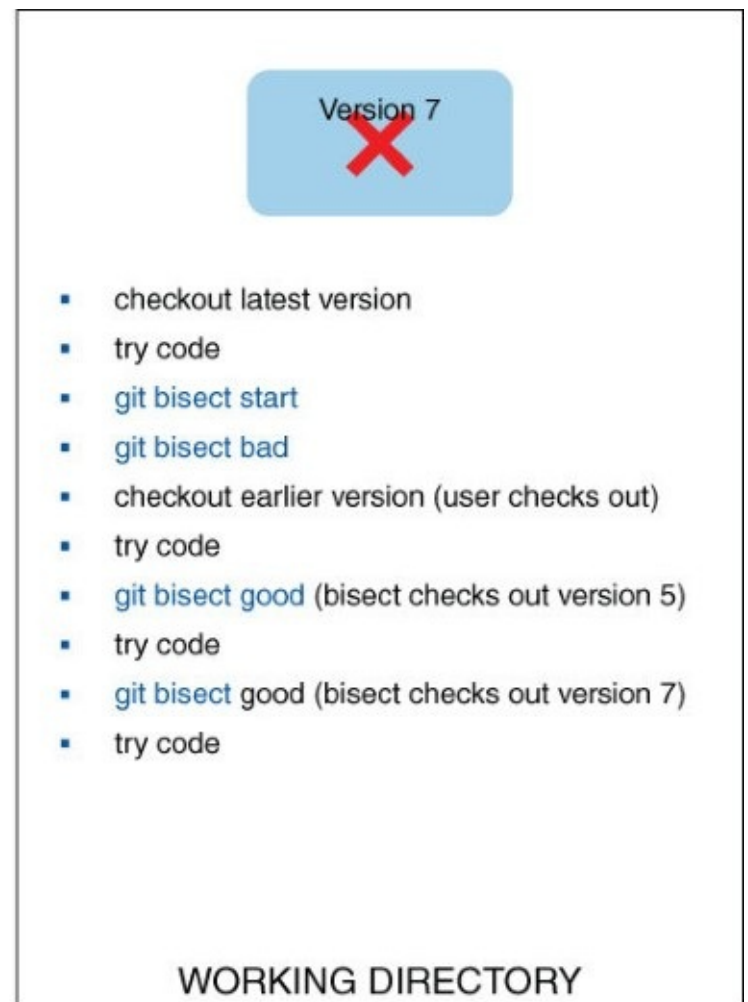 Version 7
▪ checkout latest version
▪ try code
▪ git bisect start
▪ git bisect bad
▪ checkout earlier version (user checks out)
▪ try code
▪ git bisect good (bisect checks out version 5)
▪ try code
▪ git bisect good (bisect checks out version 7)
▪ try code
WORKING DIRECTORY